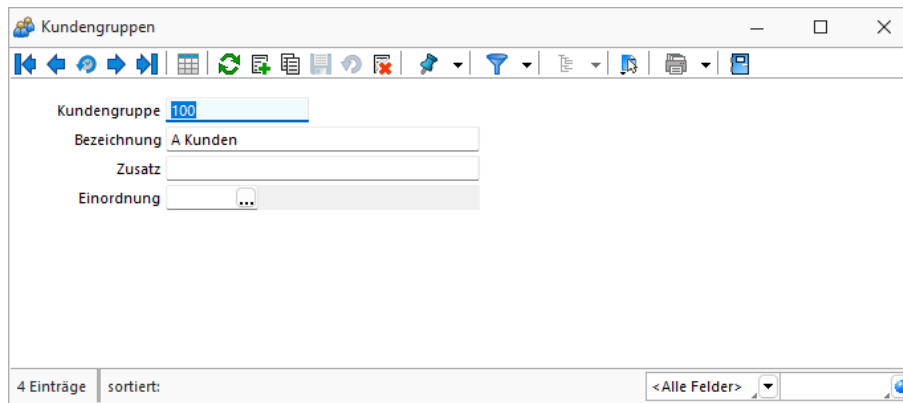 Kundengruppen
Kundengruppe 100
Bezeichnung A Kunden
Zusatz
Einordnung ...
4 Einträge sortiert: <Alle Felder>